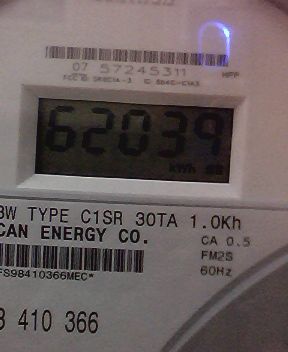 07 57245311
62039
kWh
3W TYPE C1SR 30TA 1.0Kh
CAN ENERGY CO.
CA 0.5
FM2S
60Hz
FS98410366MEC*
410 366